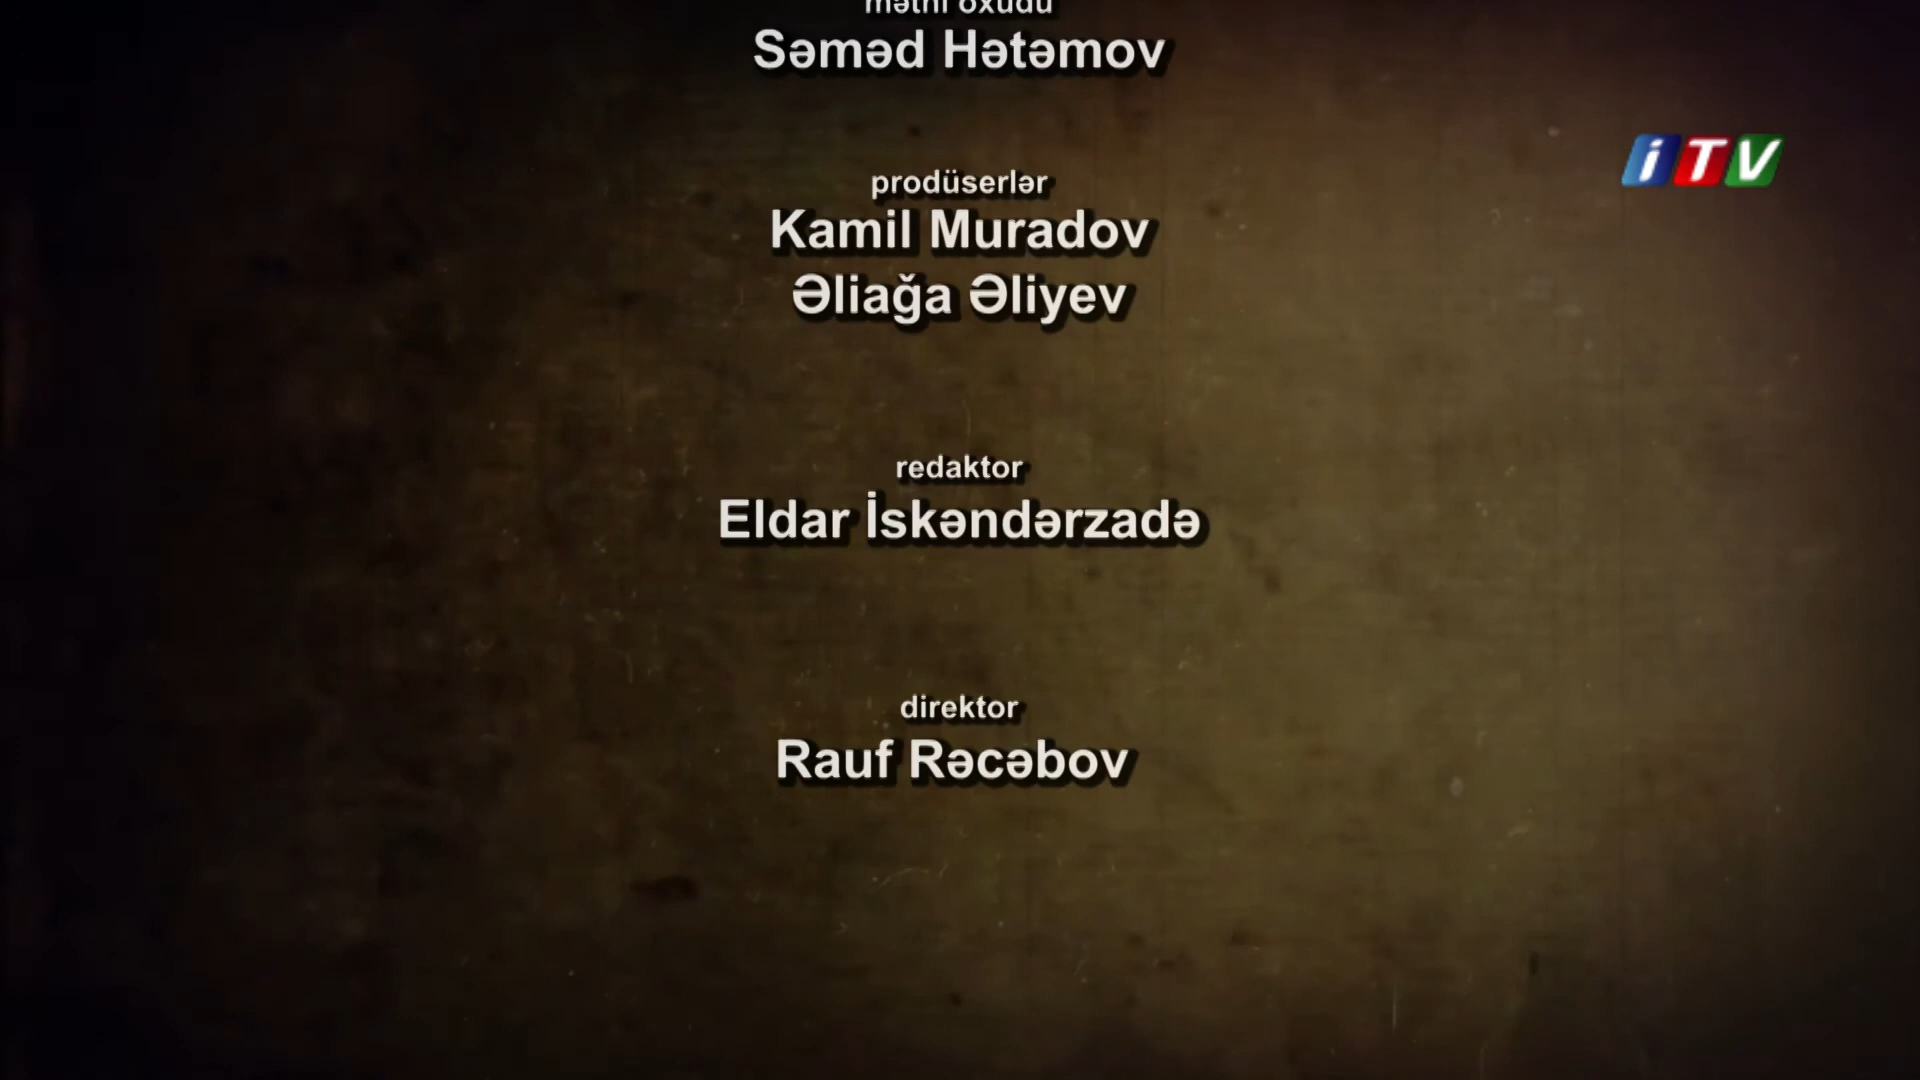 mətni oxudu
Səməd Hətəmov
iTV
prodüserlər
Kamil Muradov
Əliağa Əliyev
redaktor
Eldar İskəndərzadə
direktor
Rauf Rəcəbov